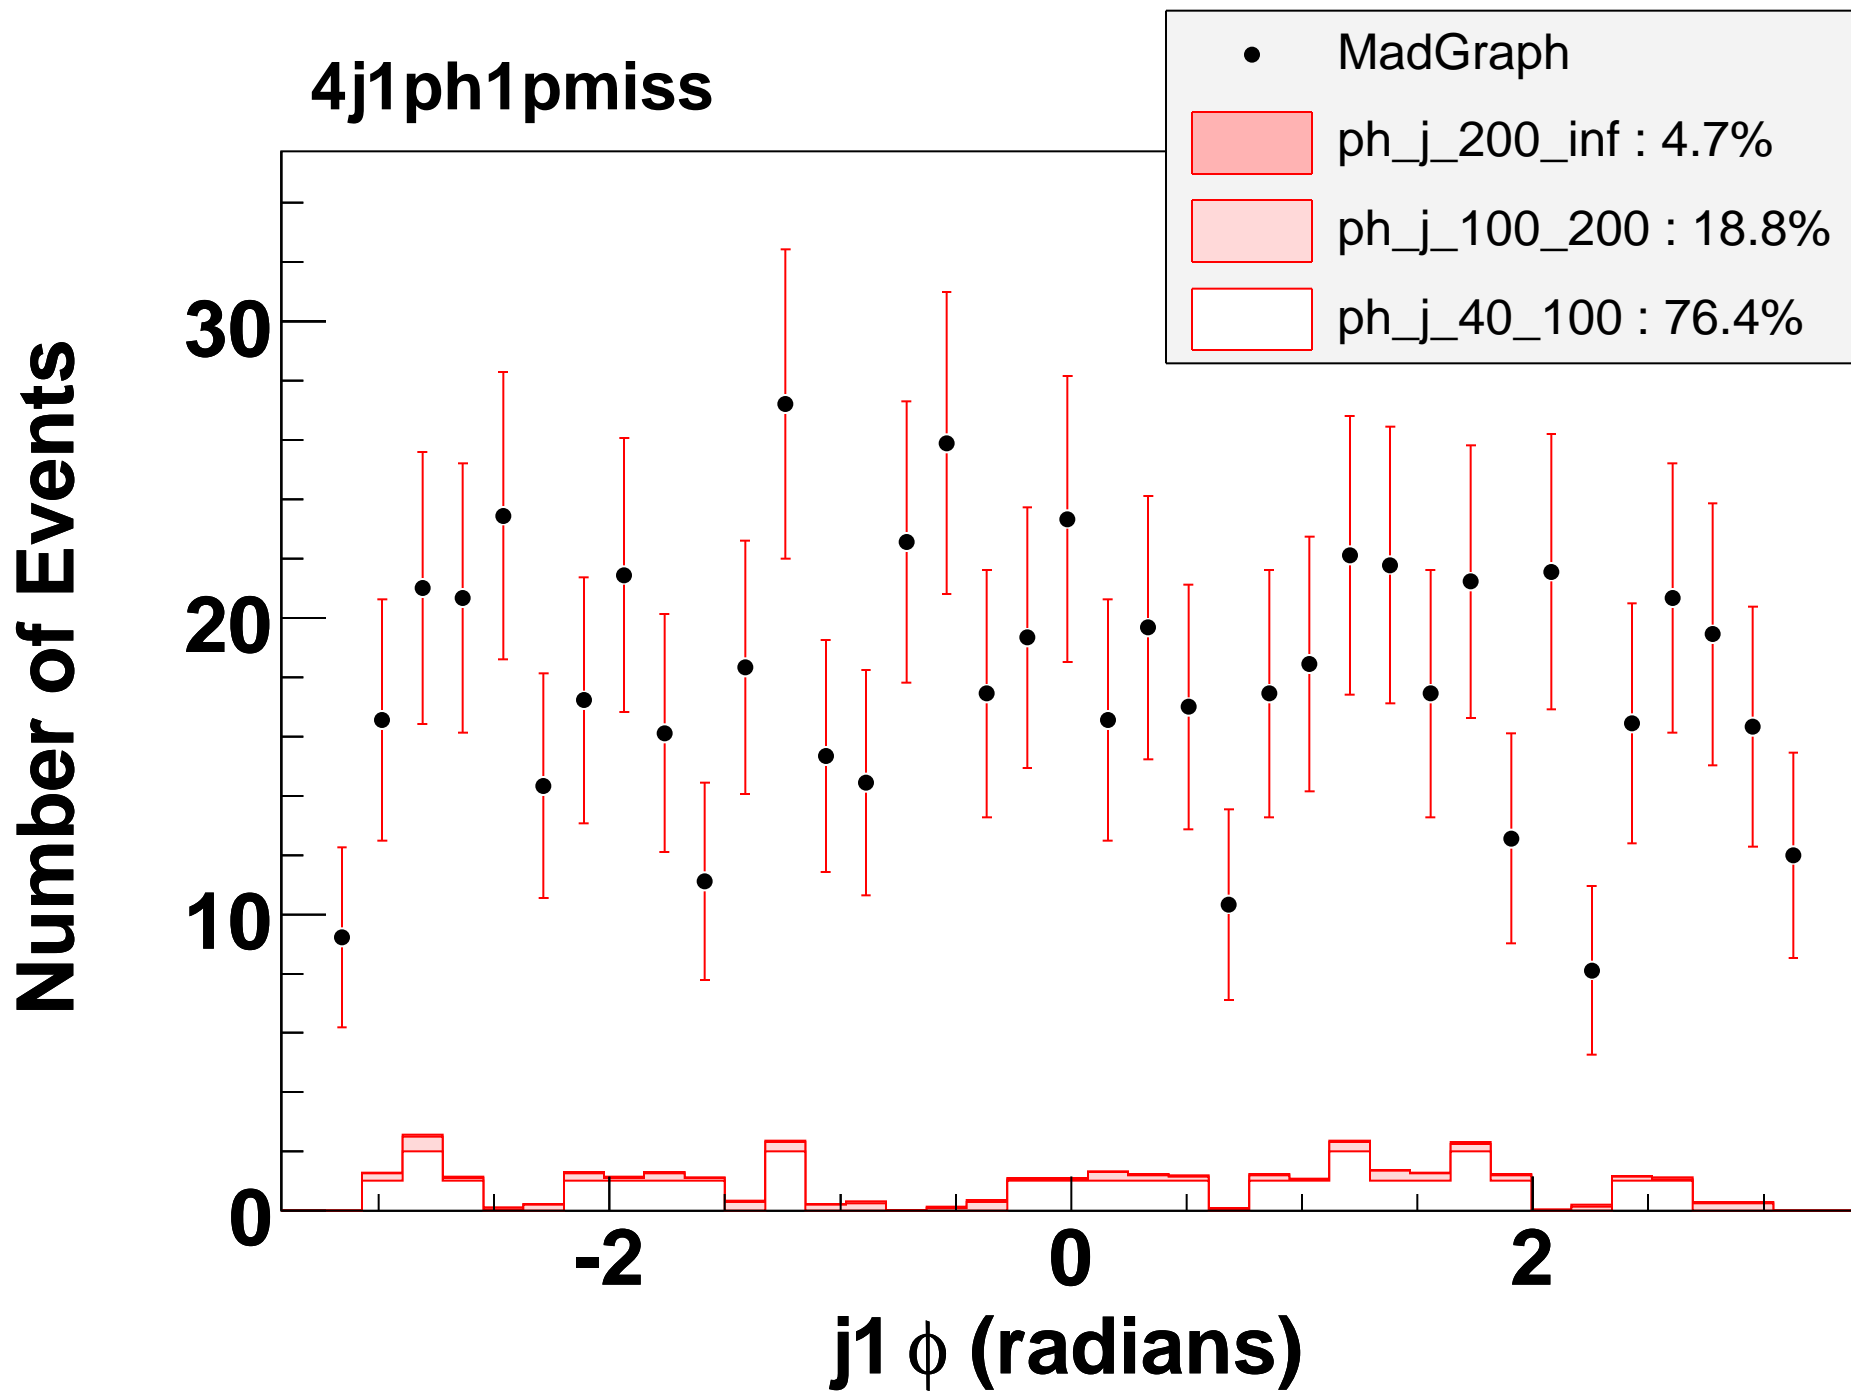 4j1ph1pmiss
MadGraph
ph_j_200_inf : 4.7%
ph_j_100_200 : 18.8%
ph_j_40_100 : 76.4%
Number of Events
30
20
10
0
-2 0 2
j1 ϕ (radians)